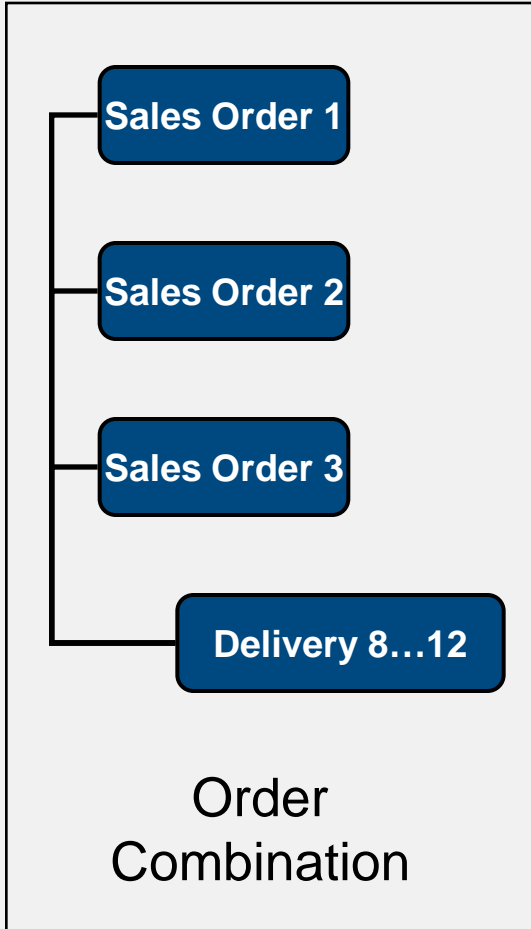 Sales Order 1
Sales Order 2
Sales Order 3
Delivery 8…12
Order
Combination